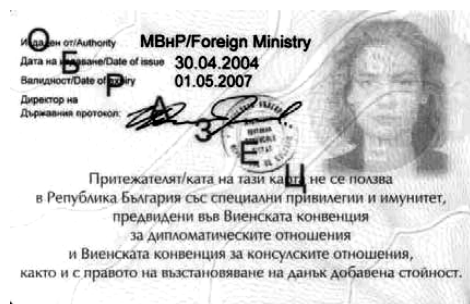 Издаден от/Authority МВнР/Foreign Ministry
Дата на издаване/Date of issue 30.04.2004
Валидност/Date of expiry 01.05.2007
Директор на
Държавния протокол:
ОБРАЗЕЦ
Притежателят/ката на тази карта не се ползва
в Република България със специални привилегии и имунитет,
предвидени във Виенската конвенция
за дипломатическите отношения
и Виенската конвенция за консулските отношения,
както и с правото на възстановяване на данък добавена стойност.